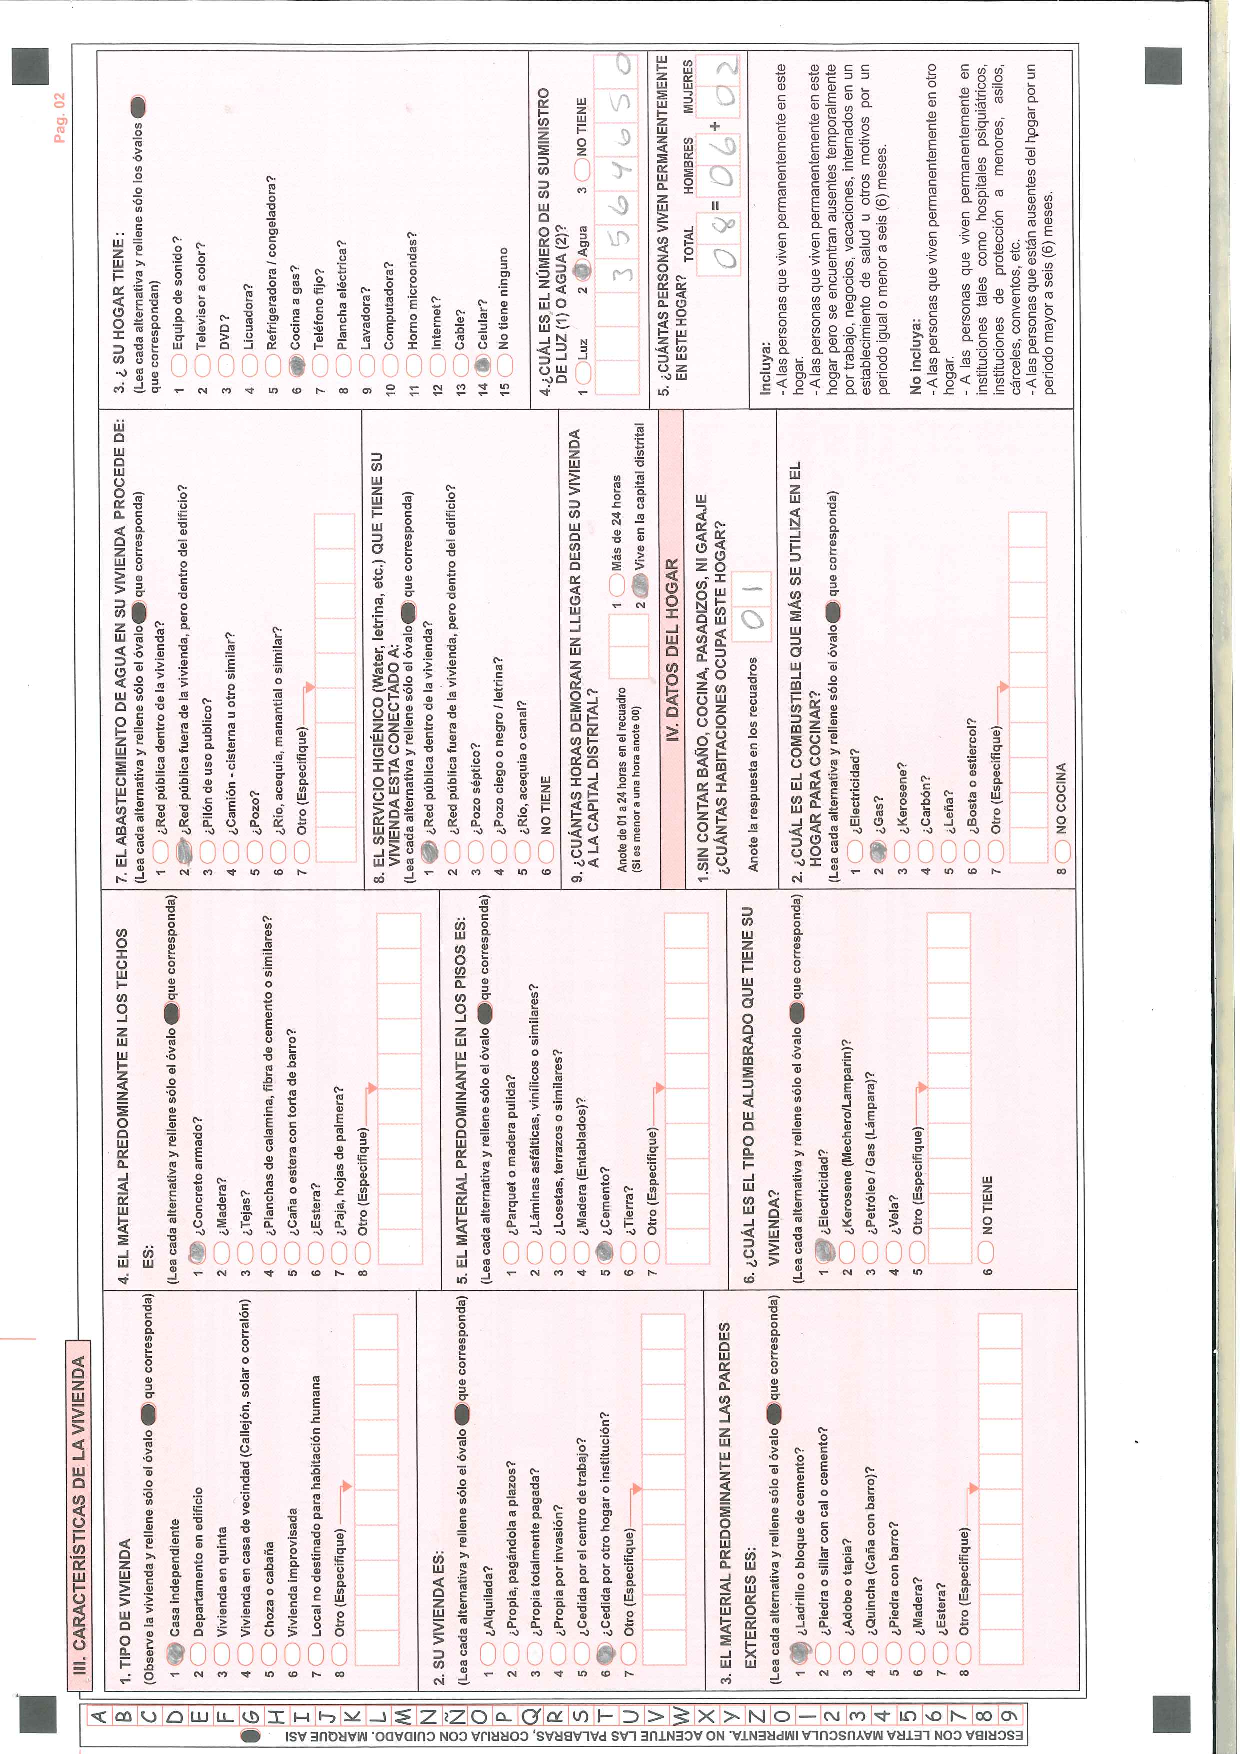 Pag. 02
III. CARACTERÍSTICAS DE LA VIVIENDA
1. TIPO DE VIVIENDA
(Observe la vivienda y rellene sólo el óvalo que corresponda)
1 Casa Independiente
2 Departamento en edificio
3 Vivienda en quinta
4 Vivienda en casa de vecindad (Callejón, solar o corralón)
5 Choza o cabaña
6 Vivienda improvisada
7 Local no destinado para habitación humana
8 Otro (Especifique)
2. SU VIVIENDA ES:
(Lea cada alternativa y rellene sólo el óvalo que corresponda)
1 ¿Alquilada?
2 ¿Propia, pagándola a plazos?
3 ¿Propia totalmente pagada?
4 ¿Propia por invasión?
5 ¿Cedida por el centro de trabajo?
6 ¿Cedida por otro hogar o institución?
7 Otro (Especifique)
3. EL MATERIAL PREDOMINANTE EN LAS PAREDES
EXTERIORES ES:
(Lea cada alternativa y rellene sólo el óvalo que corresponda)
1 ¿Ladrillo o bloque de cemento?
2 ¿Piedra o sillar con cal o cemento?
3 ¿Adobe o tapia?
4 ¿Quincha (Caña con barro)?
5 ¿Piedra con barro?
6 ¿Madera?
7 ¿Estera?
8 Otro (Especifique)
4. EL MATERIAL PREDOMINANTE EN LOS TECHOS
ES:
(Lea cada alternativa y rellene sólo el óvalo que corresponda)
1 ¿Concreto armado?
2 ¿Madera?
3 ¿Tejas?
4 ¿Planchas de calamina, fibra de cemento o similares?
5 ¿Caña o estera con torta de barro?
6 ¿Estera?
7 ¿Paja, hojas de palmera?
8 Otro (Especifique)
5. EL MATERIAL PREDOMINANTE EN LOS PISOS ES:
(Lea cada alternativa y rellene sólo el óvalo que corresponda)
1 ¿Parquet o madera pulida?
2 ¿Láminas asfálticas, vinílicos o similares?
3 ¿Losetas, terrazos o similares?
4 ¿Madera (Entablados)?
5 ¿Cemento?
6 ¿Tierra?
7 Otro (Especifique)
6. ¿CUÁL ES EL TIPO DE ALUMBRADO QUE TIENE SU
VIVIENDA?
(Lea cada alternativa y rellene sólo el óvalo que corresponda)
1 ¿Electricidad?
2 ¿Kerosene (Mechero/Lamparin)?
3 ¿Petróleo / Gas (Lámpara)?
4 ¿Vela?
5 Otro (Especifique)
6 NO TIENE
7. EL ABASTECIMIENTO DE AGUA EN SU VIVIENDA PROCEDE DE:
(Lea cada alternativa y rellene sólo el óvalo que corresponda)
1 ¿Red pública dentro de la vivienda?
2 ¿Red pública fuera de la vivienda, pero dentro del edificio?
3 ¿Pilón de uso publico?
4 ¿Camión - cisterna u otro similar?
5 ¿Pozo?
6 ¿Río, acequia, manantial o similar?
7 Otro (Especifique)
8. EL SERVICIO HIGIÉNICO (Water, letrina, etc.) QUE TIENE SU
VIVIENDA ESTA CONECTADO A:
(Lea cada alternativa y rellene sólo el óvalo que corresponda)
1 ¿Red pública dentro de la vivienda?
2 ¿Red pública fuera de la vivienda, pero dentro del edificio?
3 ¿Pozo séptico?
4 ¿Pozo ciego o negro / letrina?
5 ¿Río, acequia o canal?
6 NO TIENE
9. ¿CUÁNTAS HORAS DEMORAN EN LLEGAR DESDE SU VIVIENDA
A LA CAPITAL DISTRITAL?
Anote de 01 a 24 horas en el recuadro
(Si es menor a una hora anote 00)
1 Más de 24 horas
2 Vive en la capital distrital
IV. DATOS DEL HOGAR
1.SIN CONTAR BAÑO, COCINA, PASADIZOS, NI GARAJE
¿CUÁNTAS HABITACIONES OCUPA ESTE HOGAR?
Anote la respuesta en los recuadros 01
2. ¿CUÁL ES EL COMBUSTIBLE QUE MÁS SE UTILIZA EN EL
HOGAR PARA COCINAR?
(Lea cada alternativa y rellene sólo el óvalo que corresponda)
1 ¿Electricidad?
2 ¿Gas?
3 ¿Kerosene?
4 ¿Carbón?
5 ¿Leña?
6 ¿Bosta o estiercol?
7 Otro (Especifique)
8 NO COCINA
3. ¿ SU HOGAR TIENE :
(Lea cada alternativa y rellene sólo los óvalos
que correspondan)
1 Equipo de sonido?
2 Televisor a color?
3 DVD?
4 Licuadora?
5 Refrigeradora / congeladora?
6 Cocina a gas?
7 Teléfono fijo?
8 Plancha eléctrica?
9 Lavadora?
10 Computadora?
11 Horno microondas?
12 Internet?
13 Cable?
14 Celular?
15 No tiene ninguno
4.¿CUÁL ES EL NÚMERO DE SU SUMINISTRO
DE LUZ (1) O AGUA (2)?
1 Luz 2 Agua 3 NO TIENE
3564650
5. ¿CUÁNTAS PERSONAS VIVEN PERMANENTEMENTE
EN ESTE HOGAR?
TOTAL HOMBRES MUJERES
08 = 06 + 02
Incluya:
- A las personas que viven permanentemente en este
hogar.
- A las personas que viven permanentemente en este
hogar pero se encuentran ausentes temporalmente
por trabajo, negocios, vacaciones, internados en un
establecimiento de salud u otros motivos por un
periodo igual o menor a seis (6) meses.
No incluya:
- A las personas que viven permanentemente en otro
hogar.
- A las personas que viven permanentemente en
instituciones tales como hospitales psiquiátricos,
instituciones de protección a menores, asilos,
cárceles, conventos, etc.
- A las personas que están ausentes del hogar por un
periodo mayor a seis (6) meses.
ESCRIBA CON LETRA MAYUSCULA IMPRENTA. NO ACENTUE LAS PALABRAS, CORRIJA CON CUIDADO. MARQUE ASI
A B C D E F G H I J K L M N Ñ O P Q R S T U V W X Y Z 0 1 2 3 4 5 6 7 8 9